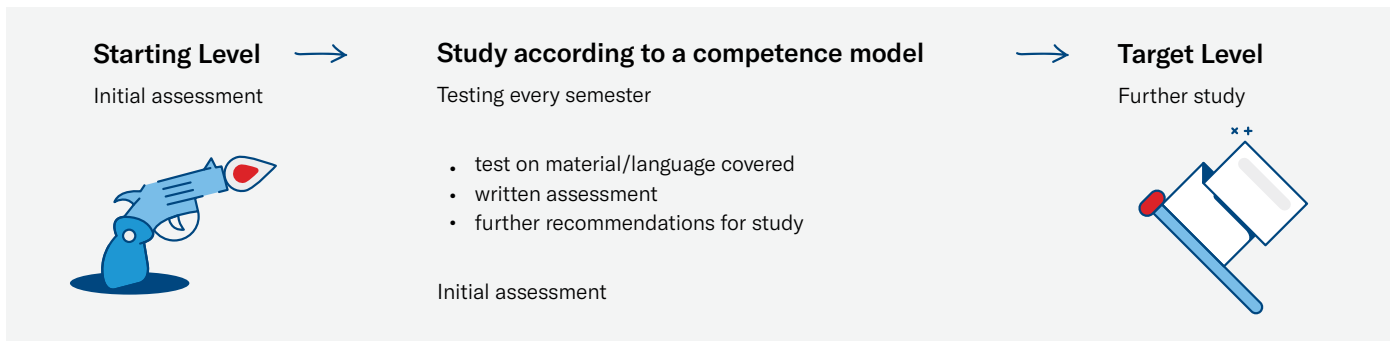 Starting Level
Initial assessment
Study according to a competence model
Testing every semester
• test on material/language covered
• written assessment
• further recommendations for study
Initial assessment
Target Level
Further study